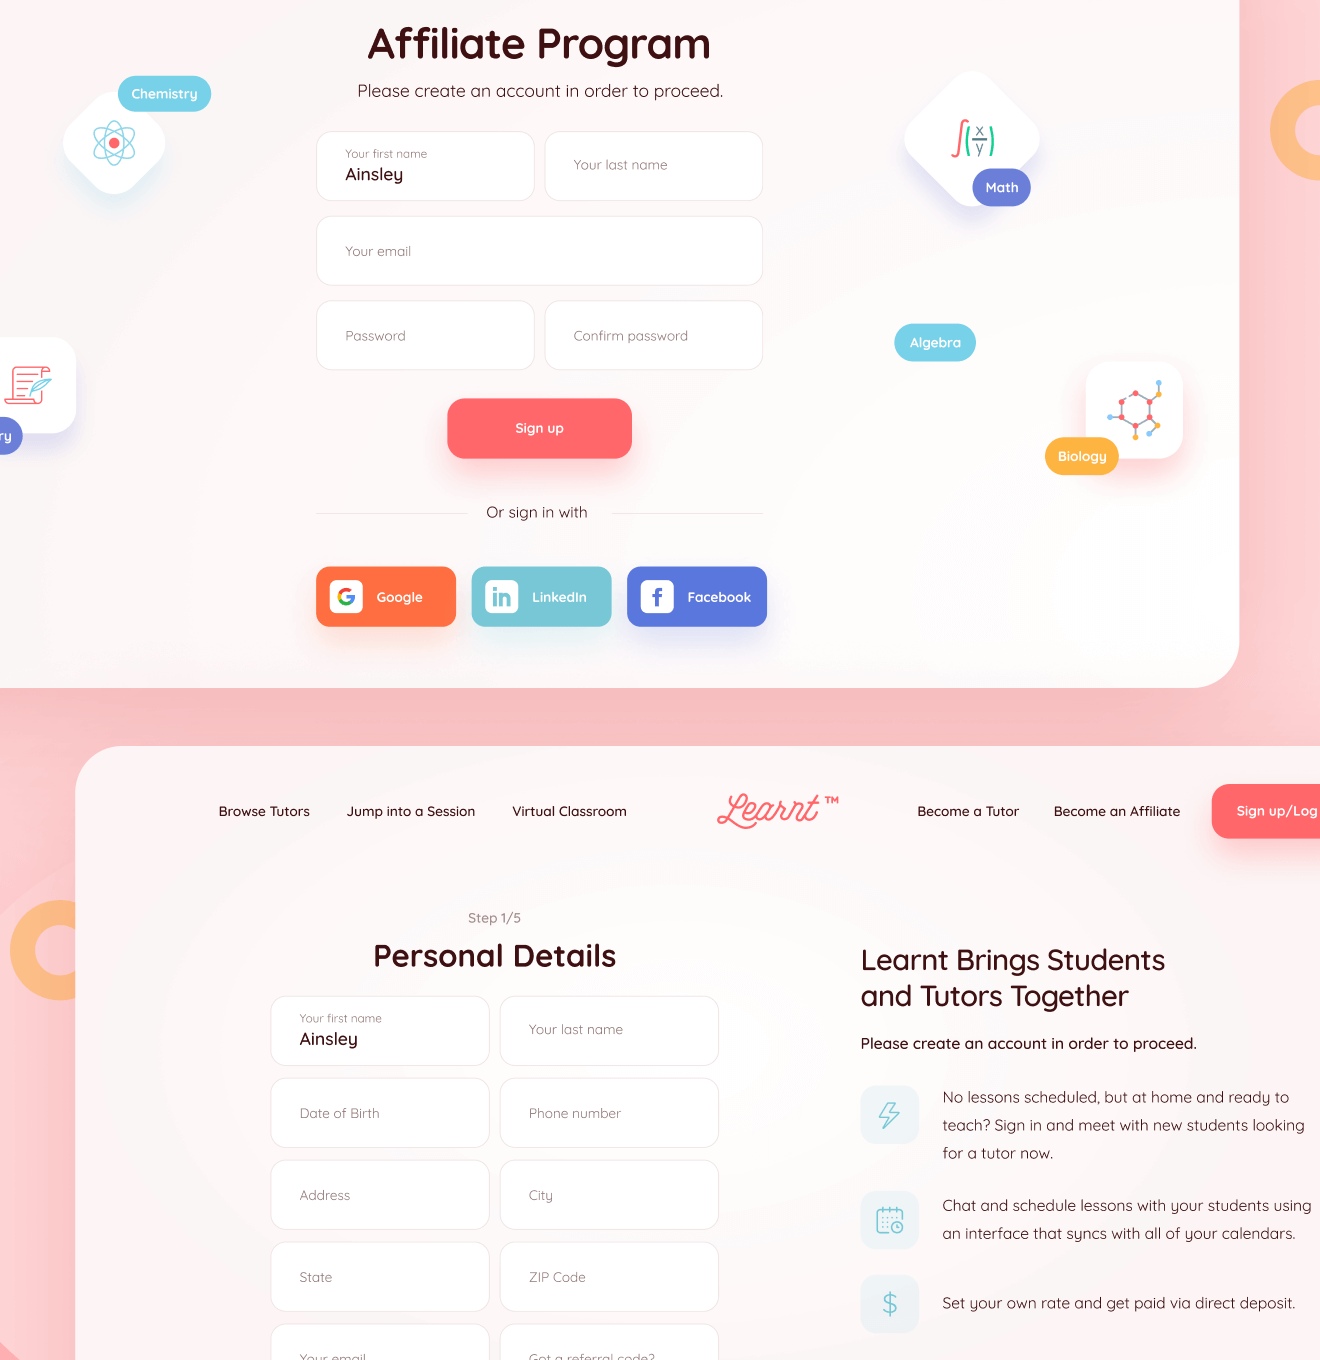 Affiliate Program
Please create an account in order to proceed.
Chemistry
Your first name
Ainsley
Your last name
x
y
Math
Your email
Password
Confirm password
Algebra
ry
Sign up
Biology
Or sign in with
Google
in LinkedIn
f Facebook
Browse Tutors
Jump into a Session
Virtual Classroom
Learnt ™
Become a Tutor
Become an Affiliate
Sign up/Log
Step 1/5
Personal Details
Your first name
Ainsley
Your last name
Date of Birth
Phone number
Address
City
State
ZIP Code
Your email
Got a referral code?
Learnt Brings Students
and Tutors Together
Please create an account in order to proceed.
No lessons scheduled, but at home and ready to
teach? Sign in and meet with new students looking
for a tutor now.
Chat and schedule lessons with your students using
an interface that syncs with all of your calendars.
$
Set your own rate and get paid via direct deposit.